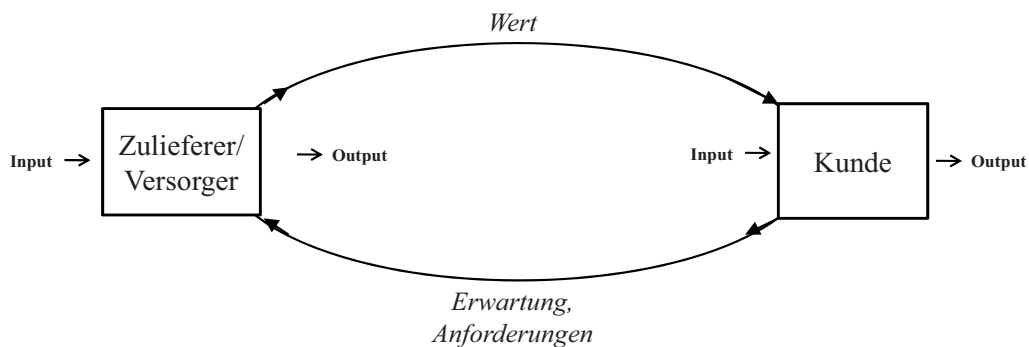 Wert
Input
Zulieferer/
Versorger
Output
Input
Kunde
Output
Erwartung,
Anforderungen